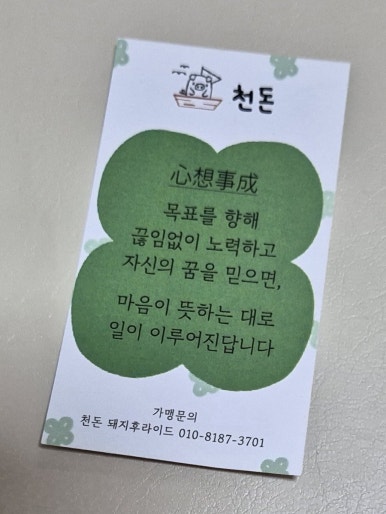 천돈
心想事成
목표를 향해
끊임없이 노력하고
자신의 꿈을 믿으면,
마음이 뜻하는 대로
일이 이루어진답니다
가맹문의
천돈 돼지후라이드 010-8187-3701